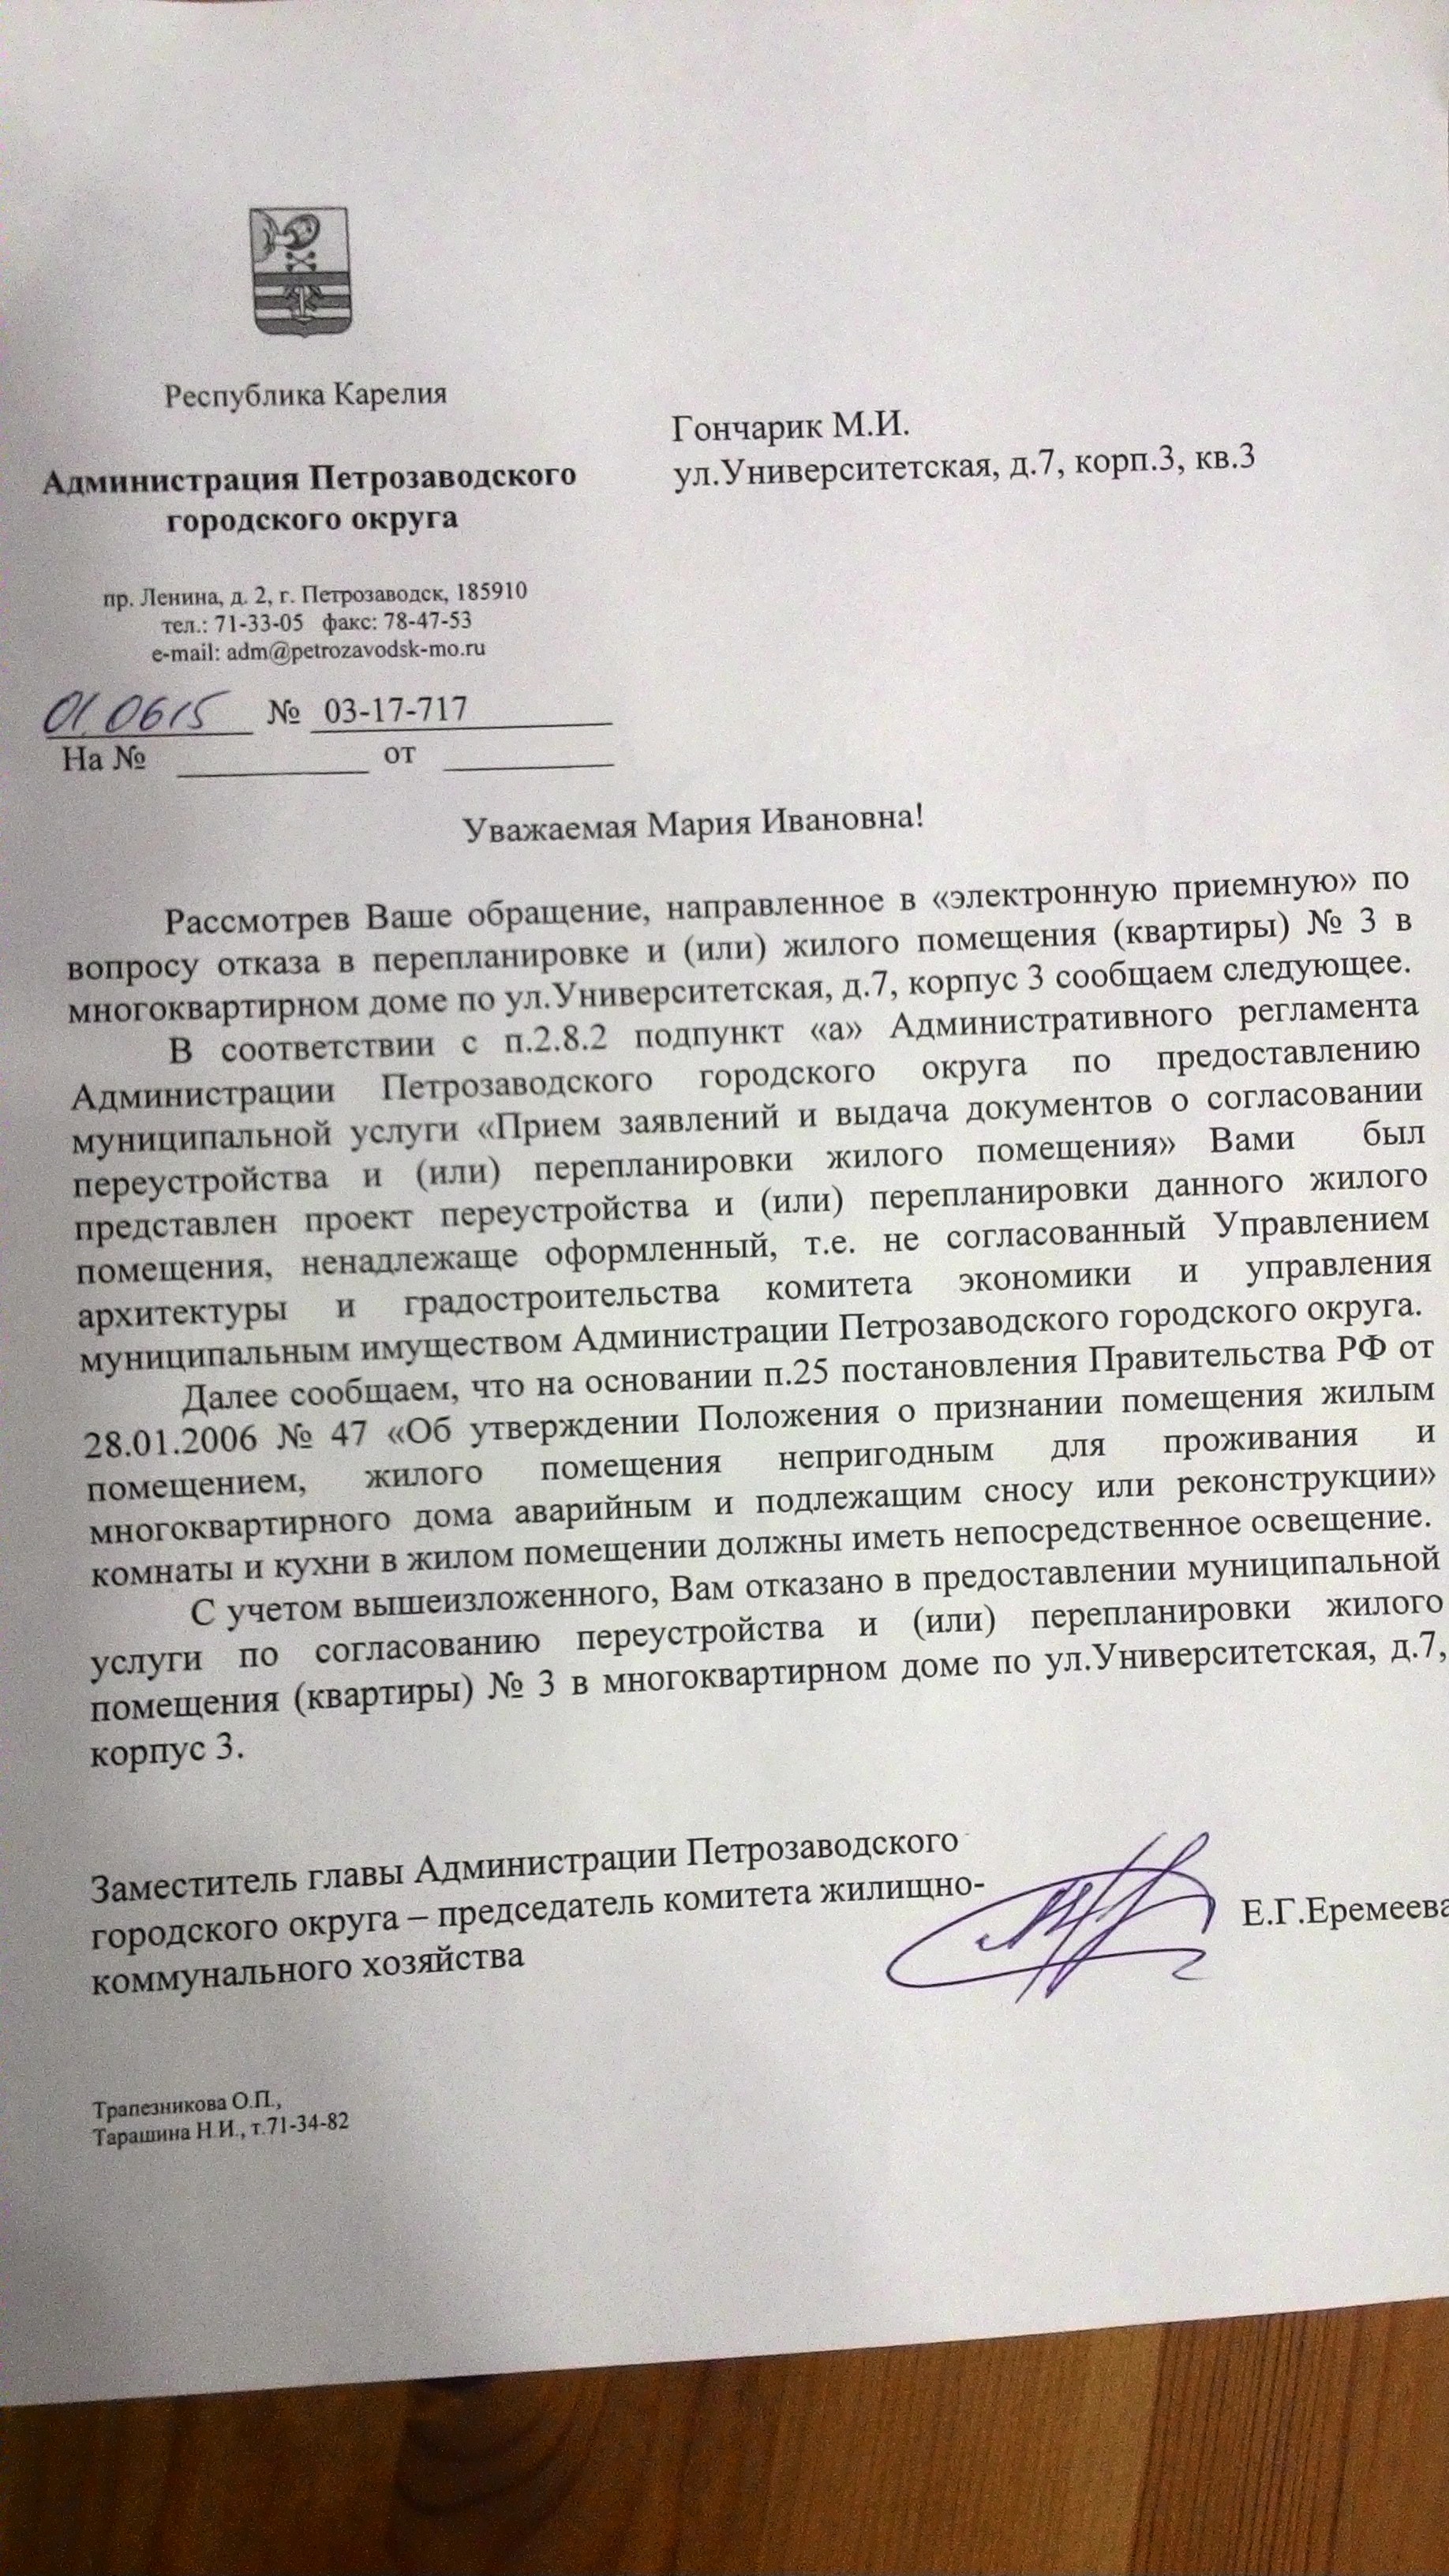 Республика Карелия
Администрация Петрозаводского
городского округа
пр. Ленина, д. 2, г. Петрозаводск, 185910
тел.: 71-33-05 факс: 78-47-53
e-mail: adm@petrozavodsk-mo.ru
01.0615 № 03-17-717
На № от
Гончарик М.И.
ул.Университетская, д.7, корп.3, кв.3
Уважаемая Мария Ивановна!
Рассмотрев Ваше обращение, направленное в «электронную приемную» по
вопросу отказа в перепланировке и (или) жилого помещения (квартиры) № 3 в
многоквартирном доме по ул.Университетская, д.7, корпус 3 сообщаем следующее.
В соответствии с п.2.8.2 подпункт «а» Административного регламента
Администрации Петрозаводского городского округа по предоставлению
муниципальной услуги «Прием заявлений и выдача документов о согласовании
переустройства и (или) перепланировки жилого помещения» Вами был
представлен проект переустройства и (или) перепланировки данного жилого
помещения, ненадлежаще оформленный, т.е. не согласованный Управлением
архитектуры и градостроительства комитета экономики и управления
муниципальным имуществом Администрации Петрозаводского городского округа.
Далее сообщаем, что на основании п.25 постановления Правительства РФ от
28.01.2006 № 47 «Об утверждении Положения о признании помещения жилым
помещением, жилого помещения непригодным для проживания и
многоквартирного дома аварийным и подлежащим сносу или реконструкции»
комнаты и кухни в жилом помещении должны иметь непосредственное освещение.
С учетом вышеизложенного, Вам отказано в предоставлении муниципальной
услуги по согласованию переустройства и (или) перепланировки жилого
помещения (квартиры) № 3 в многоквартирном доме по ул.Университетская, д.7,
корпус 3.
Заместитель главы Администрации Петрозаводского
городского округа – председатель комитета жилищно-
коммунального хозяйства
Е.Г.Еремеева
Трапезникова О.П.,
Тарашина Н.И., т.71-34-82